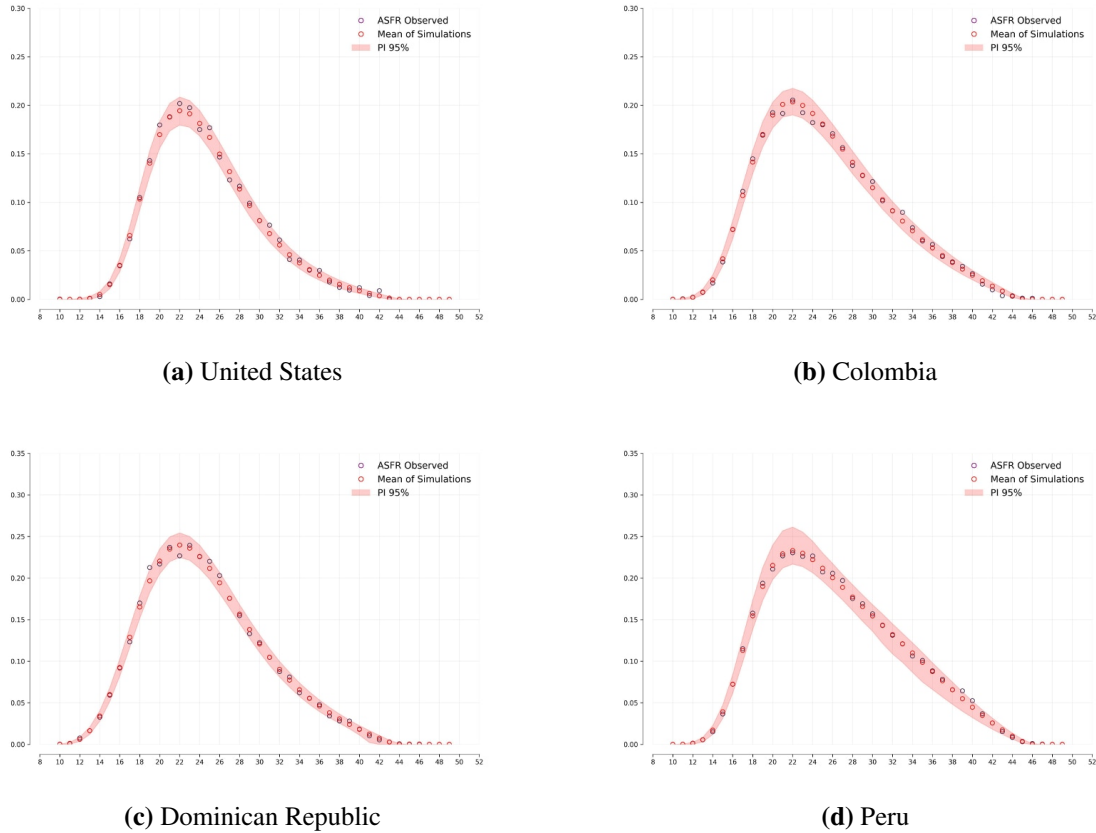 0.30
ASFR Observed
Mean of Simulations
PI 95%
0.25
0.20
0.15
0.10
0.05
0.00
8 10 12 14 16 18 20 22 24 26 28 30 32 34 36 38 40 42 44 46 48 50 52
(a) United States
0.30
ASFR Observed
Mean of Simulations
PI 95%
0.25
0.20
0.15
0.10
0.05
0.00
8 10 12 14 16 18 20 22 24 26 28 30 32 34 36 38 40 42 44 46 48 50 52
(b) Colombia
0.35
ASFR Observed
Mean of Simulations
PI 95%
0.30
0.25
0.20
0.15
0.10
0.05
0.00
8 10 12 14 16 18 20 22 24 26 28 30 32 34 36 38 40 42 44 46 48 50 52
(c) Dominican Republic
0.35
ASFR Observed
Mean of Simulations
PI 95%
0.30
0.25
0.20
0.15
0.10
0.05
0.00
8 10 12 14 16 18 20 22 24 26 28 30 32 34 36 38 40 42 44 46 48 50 52
(d) Peru